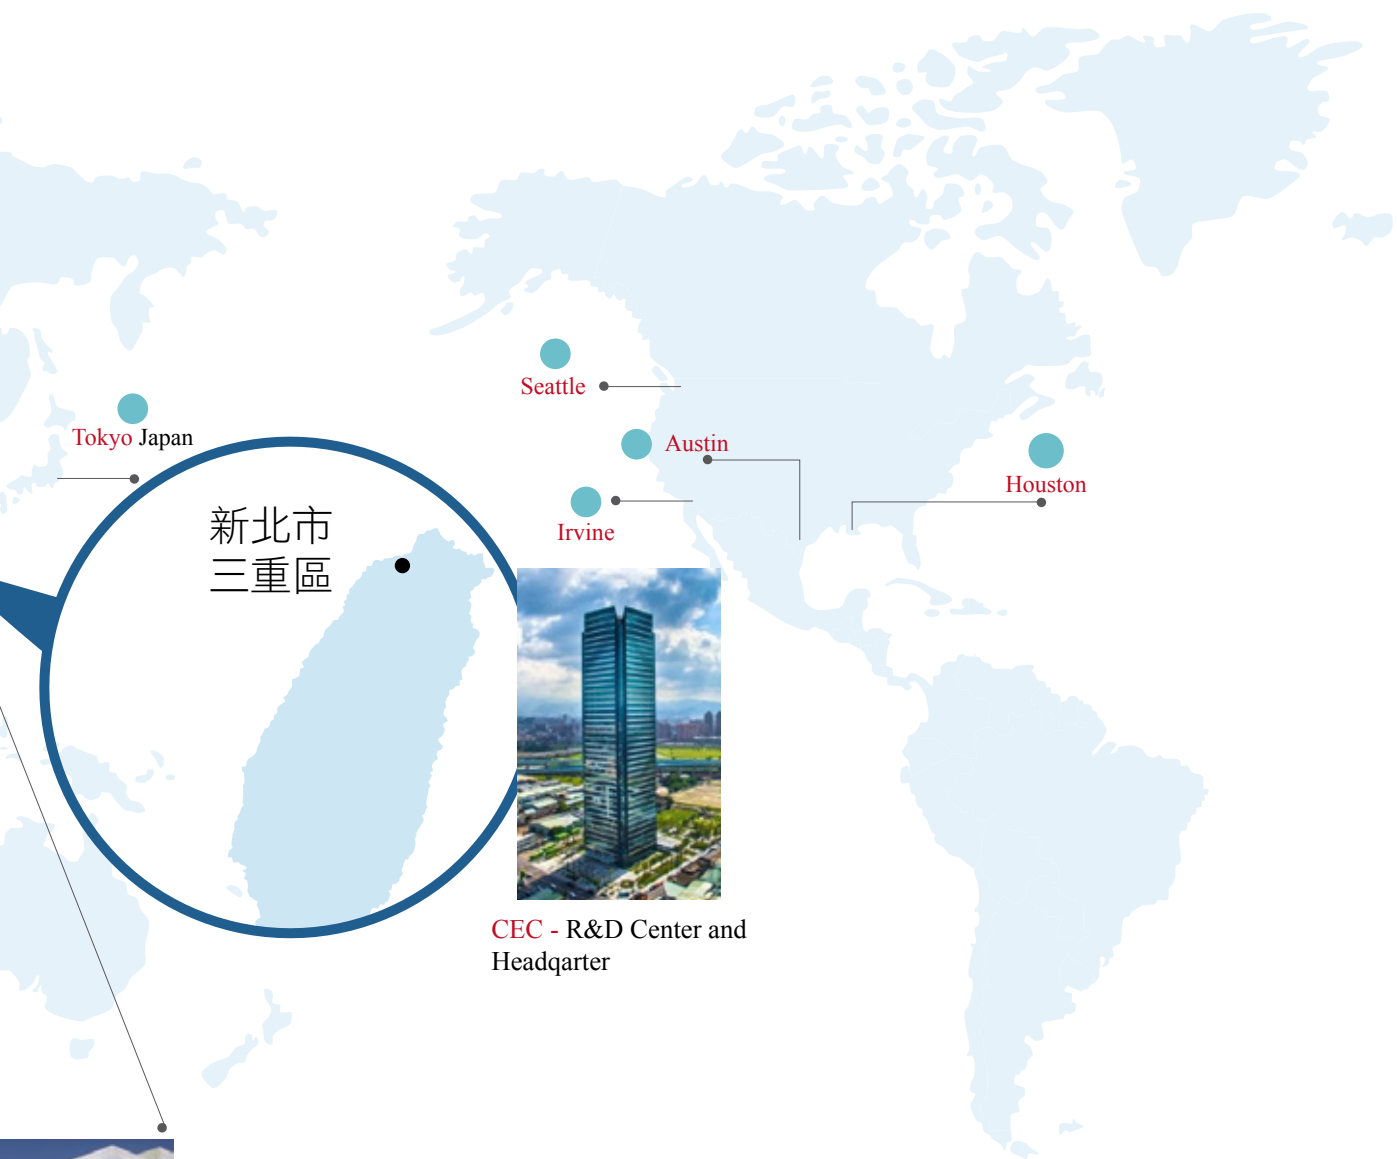 Seattle
Tokyo Japan
Austin
Houston
Irvine
新北市
三重區
CEC - R&D Center and
Headqarter